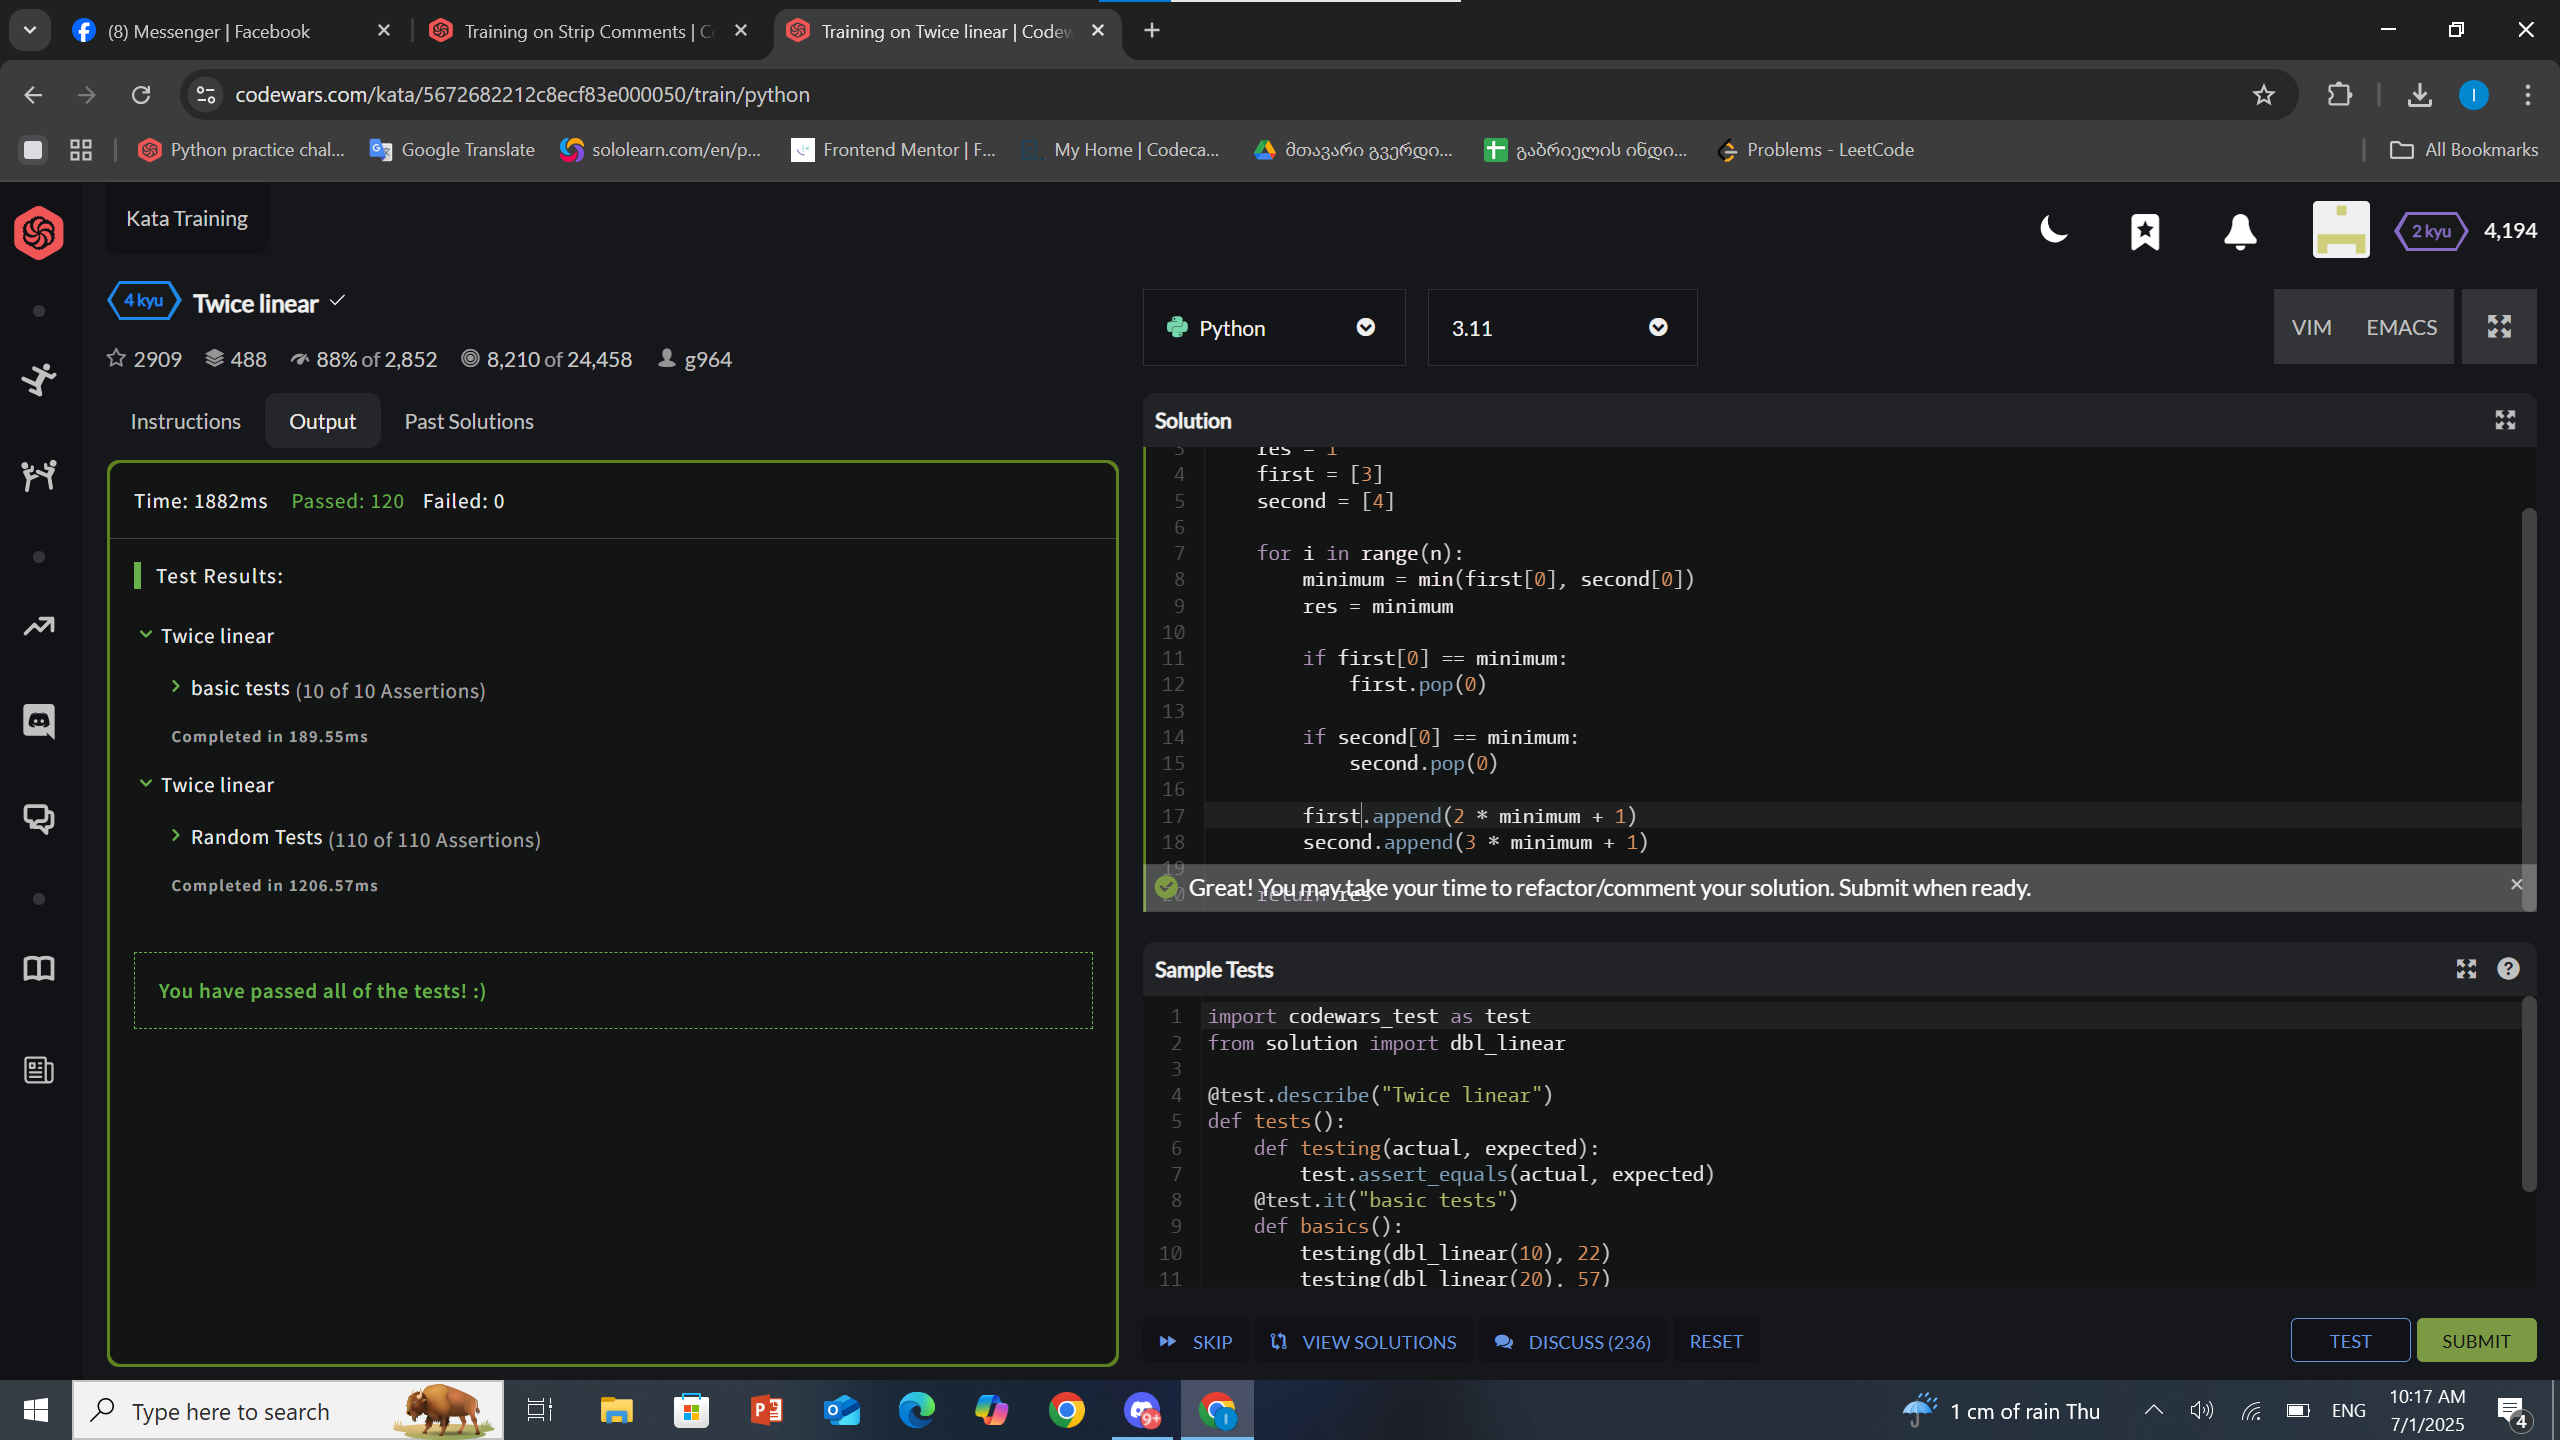 (8) Messenger | Facebook
Training on Strip Comments | Co
Training on Twice linear | Codew
codewars.com/kata/5672682212c8ecf83e000050/train/python
Python practice chal...
Google Translate
sololearn.com/en/p...
Frontend Mentor | F...
My Home | Codeca...
მთავარი გვერდი...
გაბრიელის ინდი...
Problems - LeetCode
All Bookmarks
Kata Training
2 kyu
4,194
4 kyu
Twice linear
2909
488
88% of 2,852
8,210 of 24,458
g964
Python
3.11
VIM
EMACS
Instructions
Output
Past Solutions
Time: 1882ms
Passed: 120
Failed: 0
Test Results:
Twice linear
basic tests (10 of 10 Assertions)
Completed in 189.55ms
Twice linear
Random Tests (110 of 110 Assertions)
Completed in 1206.57ms
You have passed all of the tests! :)
Solution
3 res = 1
4 first = [3]
5 second = [4]
6
7 for i in range(n):
8 minimum = min(first[0], second[0])
9 res = minimum
10
11 if first[0] == minimum:
12 first.pop(0)
13
14 if second[0] == minimum:
15 second.pop(0)
16
17 first.append(2 * minimum + 1)
18 second.append(3 * minimum + 1)
19
20 return res
Great! You may take your time to refactor/comment your solution. Submit when ready.
Sample Tests
1 import codewars_test as test
2 from solution import dbl_linear
3
4 @test.describe("Twice linear")
5 def tests():
6 def testing(actual, expected):
7 test.assert_equals(actual, expected)
8 @test.it("basic tests")
9 def basics():
10 testing(dbl_linear(10), 22)
11 testing(dbl_linear(20), 57)
SKIP
VIEW SOLUTIONS
DISCUSS (236)
RESET
TEST
SUBMIT
Type here to search
9+
1 cm of rain Thu
ENG
10:17 AM
7/1/2025
4